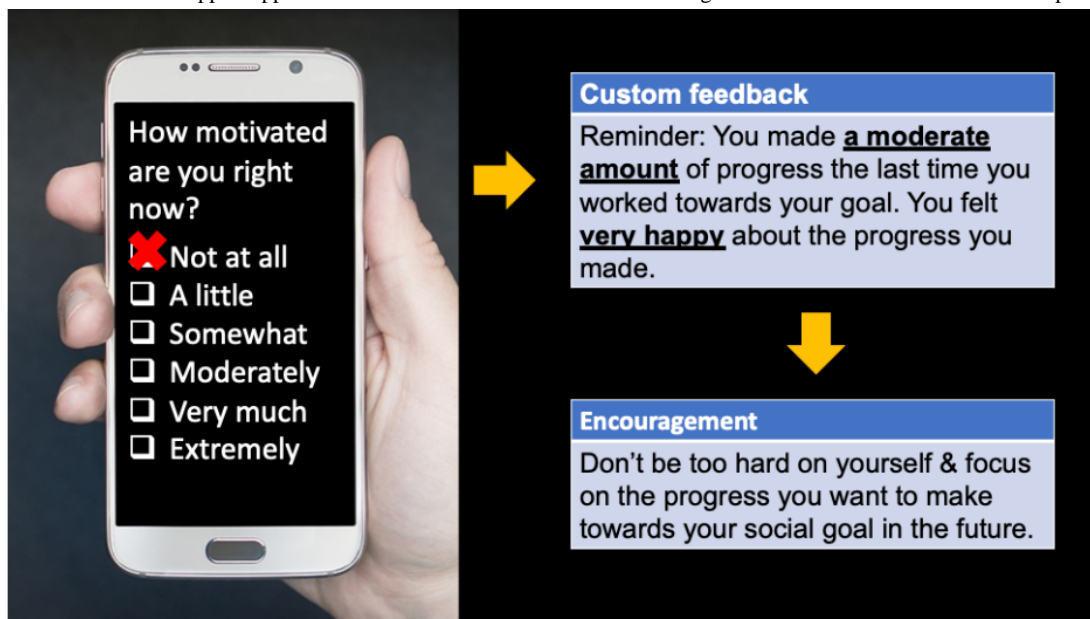 How motivated
are you right
now?
Not at all
A little
Somewhat
Moderately
Very much
Extremely
Custom feedback
Reminder: You made a moderate
amount of progress the last time you
worked towards your goal. You felt
very happy about the progress you
made.
Encouragement
Don't be too hard on yourself & focus
on the progress you want to make
towards your social goal in the future.